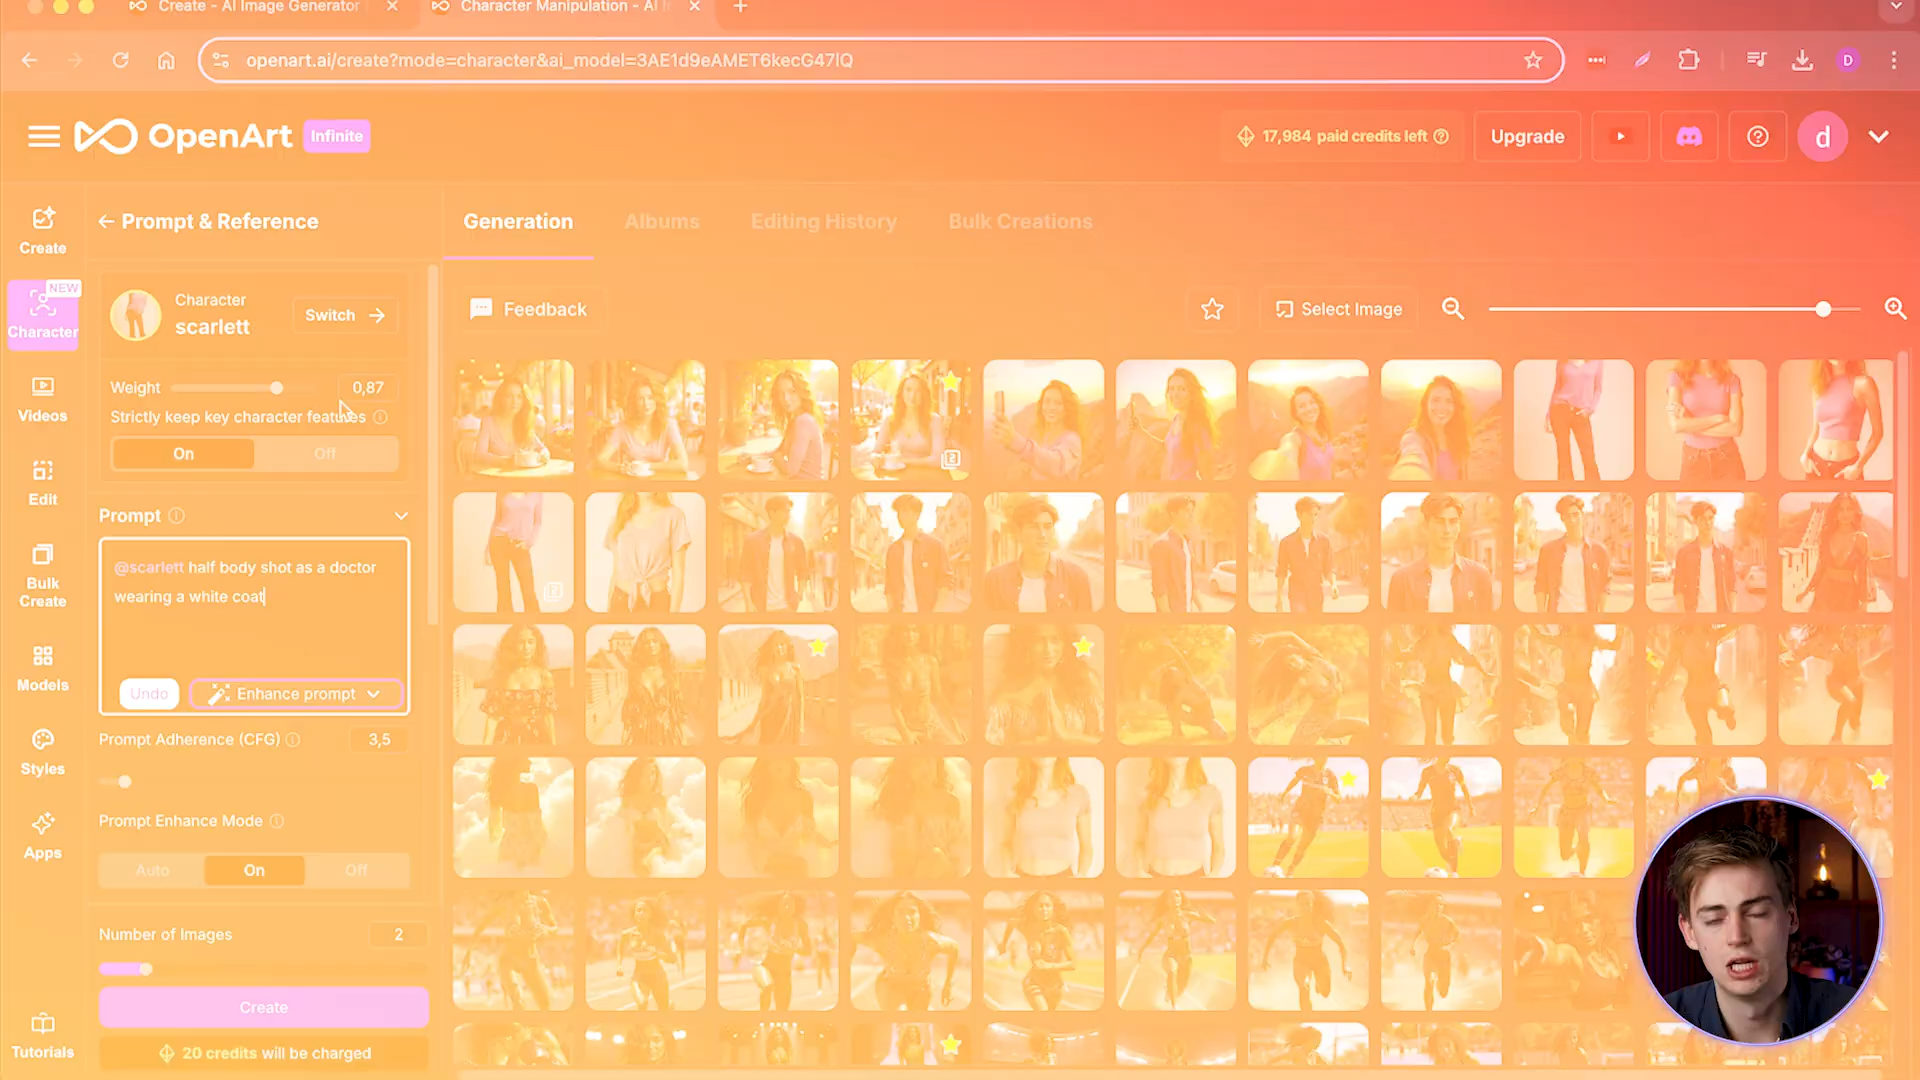 Create - AI Image Generator
Character Manipulation - AI
openart.ai/create?mode=character&ai_model=3AE1d9eAMET6kecG47lQ
D
OpenArt
Infinite
17,984 paid credits left
Upgrade
d
Create
NEW
Character
Videos
Edit
Bulk
Create
Models
Styles
Apps
Tutorials
Prompt & Reference
Character
scarlett
Switch
Weight
0,87
Strictly keep key character features
On
Off
Prompt
@scarlett half body shot as a doctor
wearing a white coat
Undo
Enhance prompt
Prompt Adherence (CFG)
3,5
Prompt Enhance Mode
Auto
On
Off
Number of Images
2
Create
20 credits will be charged
Generation
Albums
Editing History
Bulk Creations
Feedback
Select Image